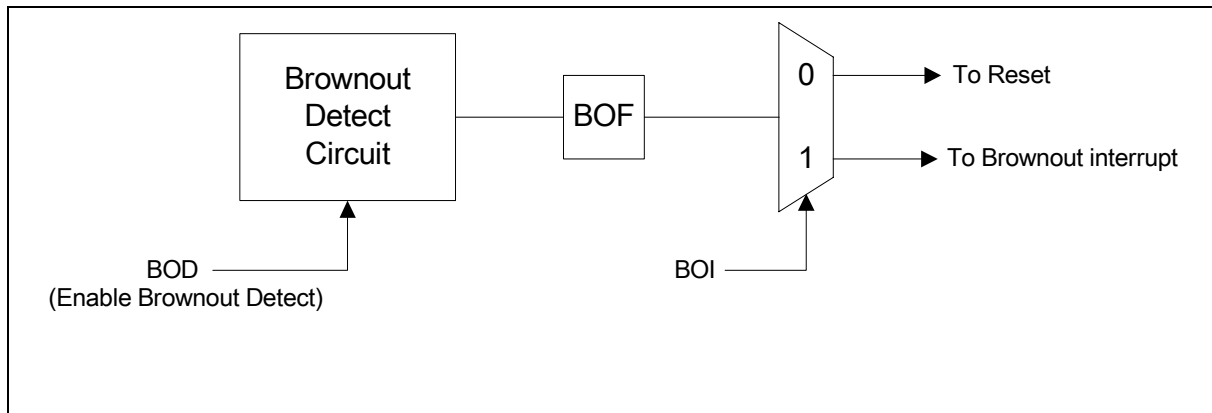 Brownout
Detect
Circuit
BOF
0
1
To Reset
To Brownout interrupt
BOD
(Enable Brownout Detect)
BOI